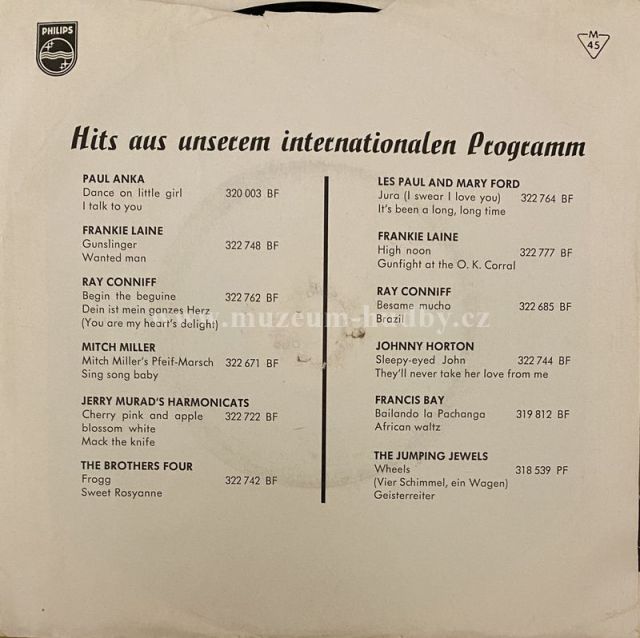 PHILIPS
M
45
Hits aus unserem internationalen Programm
PAUL ANKA
Dance on little girl 320 003 BF
I talk to you
FRANKIE LAINE
Gunslinger 322 748 BF
Wanted man
RAY CONNIFF
Begin the beguine 322 762 BF
Dein ist mein ganzes Herz
(You are my heart's delight)
MITCH MILLER
Mitch Miller's Pfeif-Marsch 322 671 BF
Sing song baby
JERRY MURAD'S HARMONICATS
Cherry pink and apple 322 722 BF
blossom white
Mack the knife
THE BROTHERS FOUR
Frogg 322 742 BF
Sweet Rosyanne
LES PAUL AND MARY FORD
Jura (I swear I love you) 322 764 BF
It's been a long, long time
FRANKIE LAINE
High noon 322 777 BF
Gunfight at the O. K. Corral
RAY CONNIFF
Besame mucho 322 685 BF
Brazil
JOHNNY HORTON
Sleepy-eyed John 322 744 BF
They'll never take her love from me
FRANCIS BAY
Bailando la Pachanga 319 812 BF
African waltz
THE JUMPING JEWELS
Wheels 318 539 PF
(Vier Schimmel, ein Wagen)
Geisterreiter
www.muzeum-hudby.cz